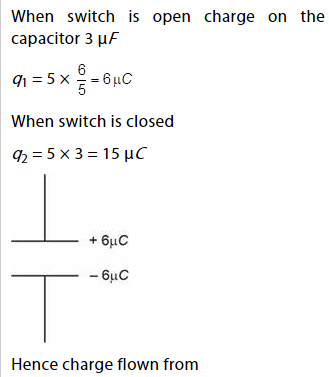 When switch is open charge on the
capacitor 3 μF
q₁ = 5 × 6/5 = 6 μC
When switch is closed
q₂ = 5 × 3 = 15 μC
+ 6μC
– 6μC
Hence charge flown from